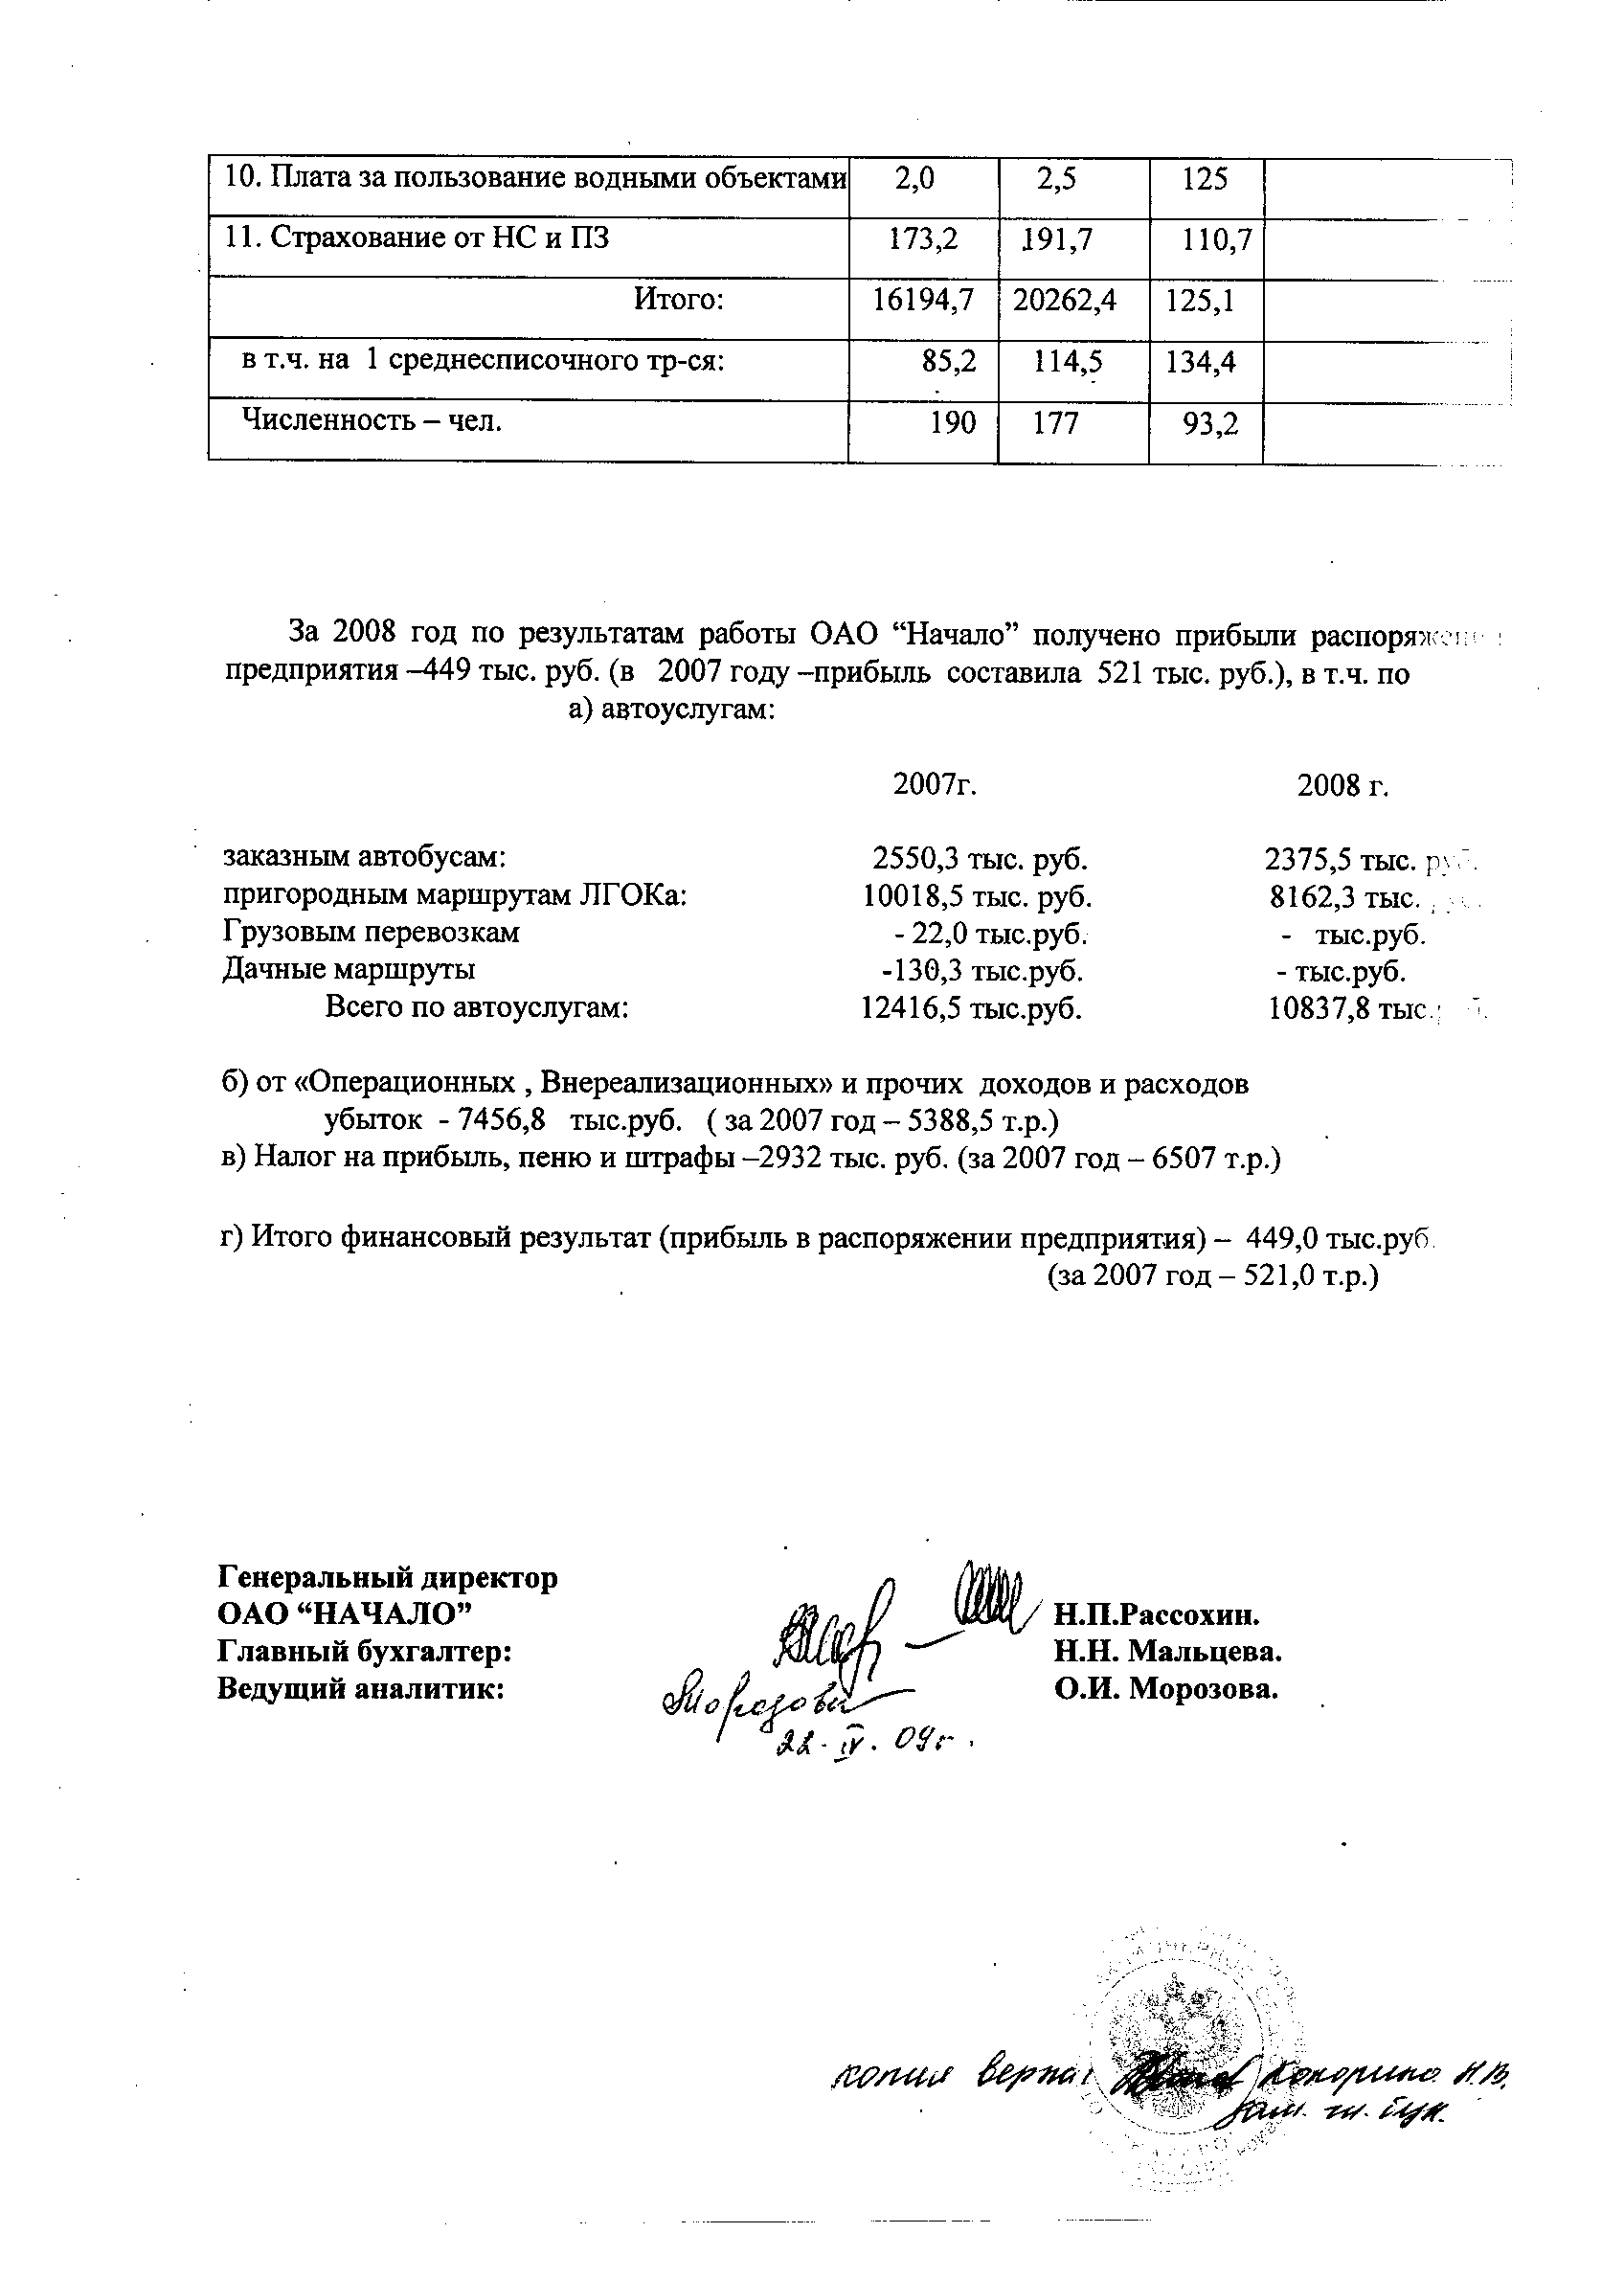 10. Плата за пользование водными объектами 2,0 2,5 125
11. Страхование от НС и ПЗ 173,2 191,7 110,7
Итого: 16194,7 20262,4 125,1
в т.ч. на 1 среднесписочного тр-ся: 85,2 114,5 134,4
Численность – чел. 190 177 93,2
За 2008 год по результатам работы ОАО “Начало” получено прибыли
предприятия –449 тыс. руб. (в 2007 году –прибыль составила 521 тыс. руб.), в т.ч. по
а) автоуслугам:
2007г. 2008 г.
заказным автобусам: 2550,3 тыс. руб. 2375,5 тыс. руб.
пригородным маршрутам ЛГОКа: 10018,5 тыс. руб. 8162,3 тыс.
Грузовым перевозкам - 22,0 тыс.руб. - тыс.руб.
Дачные маршруты -130,3 тыс.руб. - тыс.руб.
Всего по автоуслугам: 12416,5 тыс.руб. 10837,8 тыс.
б) от «Операционных , Внереализационных» и прочих доходов и расходов
убыток - 7456,8 тыс.руб. ( за 2007 год – 5388,5 т.р.)
в) Налог на прибыль, пеню и штрафы –2932 тыс. руб. (за 2007 год – 6507 т.р.)
г) Итого финансовый результат (прибыль в распоряжении предприятия) – 449,0 тыс.руб.
(за 2007 год – 521,0 т.р.)
Генеральный директор
ОАО “НАЧАЛО” Н.П.Рассохин.
Главный бухгалтер: Н.Н. Мальцева.
Ведущий аналитик: О.И. Морозова.
22. IV. 09г.
копия верна Н.В.
зам. гл. бух.